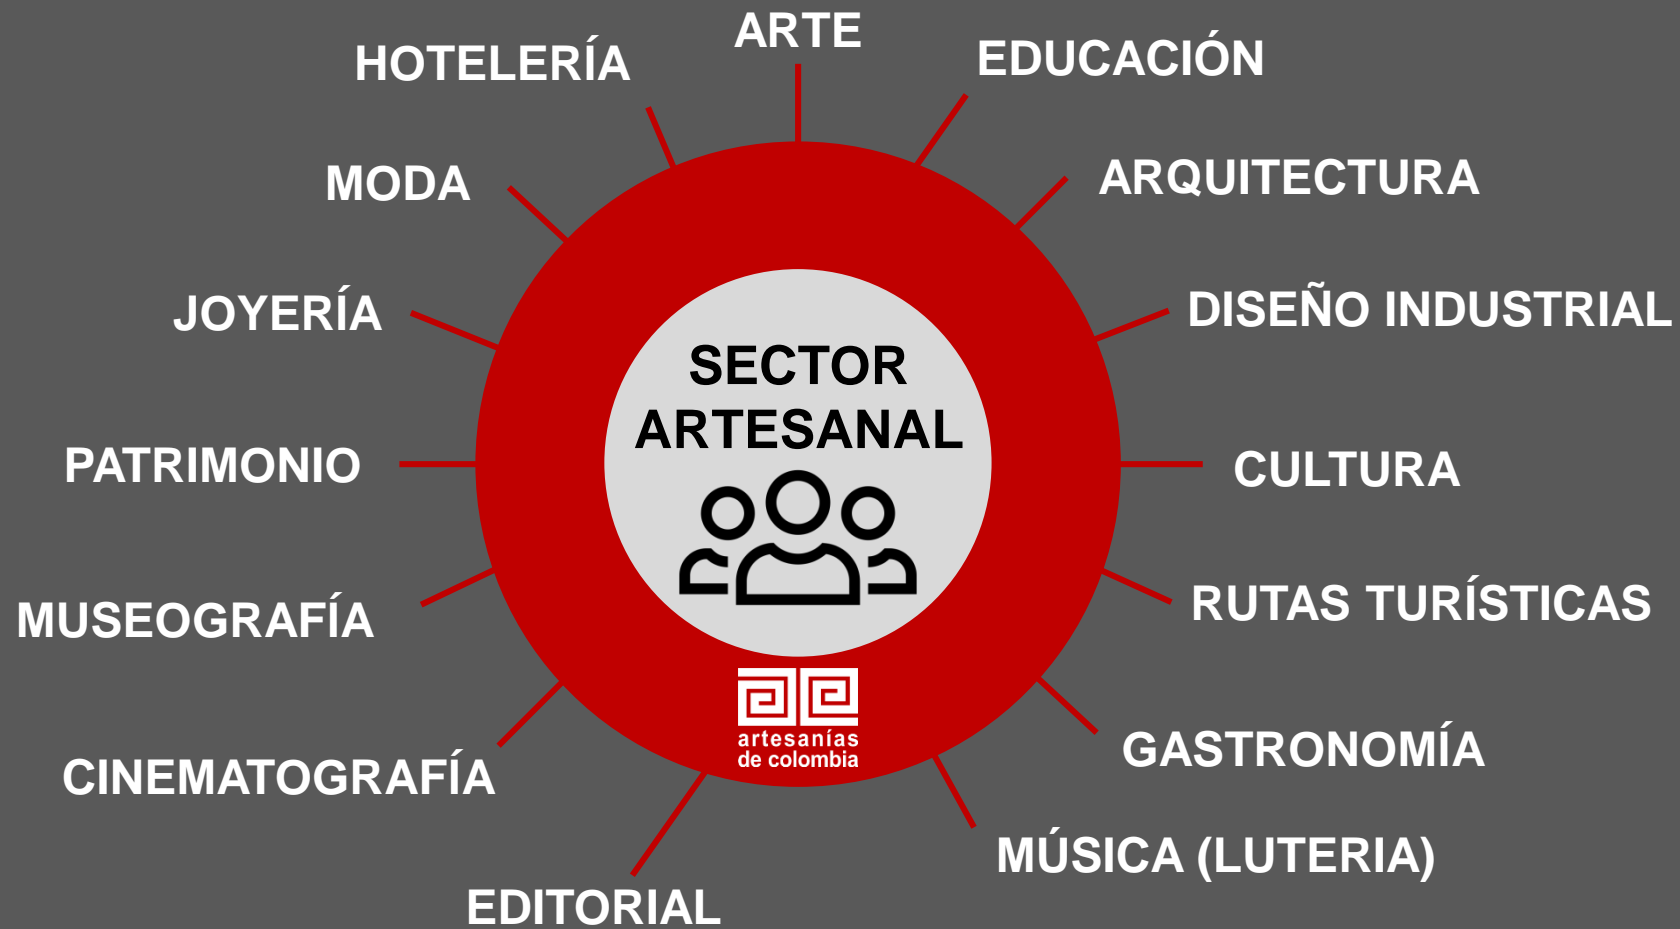 ARTE
HOTELERÍA
EDUCACIÓN
MODA
ARQUITECTURA
JOYERÍA
DISEÑO INDUSTRIAL
SECTOR
ARTESANAL
PATRIMONIO
CULTURA
MUSEOGRAFÍA
RUTAS TURÍSTICAS
artesanías
de colombia
CINEMATOGRAFÍA
GASTRONOMÍA
MÚSICA (LUTERIA)
EDITORIAL